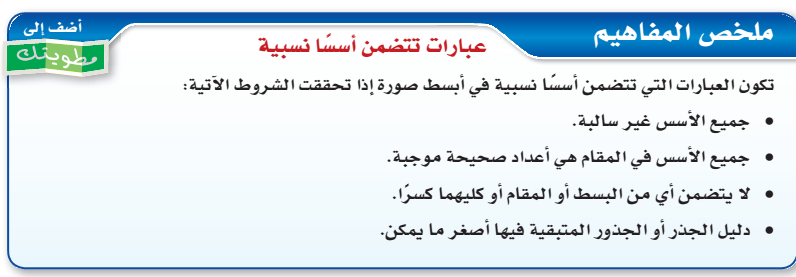 ملخص المفاهيم
عبارات تتضمن أسسًا نسبية
أضف إلى
مطويتك
تكون العبارات التي تتضمن أسسًا نسبية في أبسط صورة إذا تحققت الشروط الآتية:
• جميع الأسس غير سالبة.
• جميع الأسس في المقام هي أعداد صحيحة موجبة.
• لا يتضمن أي من البسط أو المقام أو كليهما كسرًا.
• دليل الجذر أو الجذور المتبقية فيها أصغر ما يمكن.